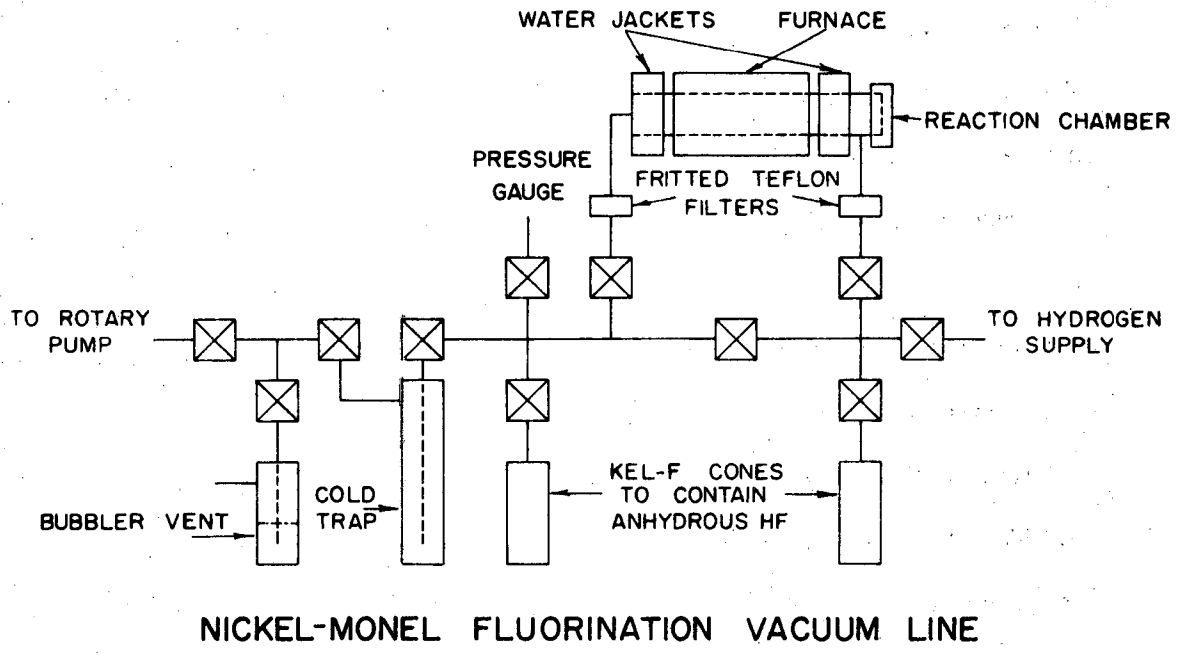 WATER JACKETS
FURNACE
REACTION CHAMBER
PRESSURE
GAUGE
FRITTED TEFLON
FILTERS
TO ROTARY
PUMP
TO HYDROGEN
SUPPLY
KEL-F CONES
TO CONTAIN
ANHYDROUS HF
COLD
TRAP
BUBBLER VENT
NICKEL-MONEL FLUORINATION VACUUM LINE